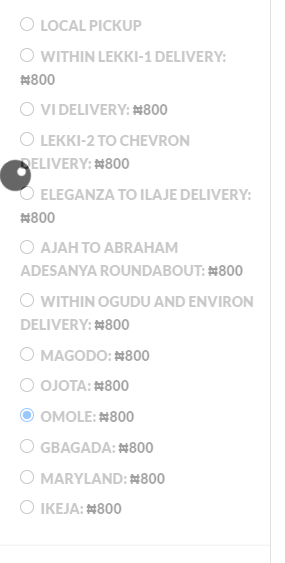 LOCAL PICKUP
WITHIN LEKKI-1 DELIVERY:
₦800
VI DELIVERY: ₦800
LEKKI-2 TO CHEVRON
DELIVERY: ₦800
ELEGANZA TO ILAJE DELIVERY:
₦800
AJAH TO ABRAHAM
ADESANYA ROUNDABOUT: ₦800
WITHIN OGUDU AND ENVIRON
DELIVERY: ₦800
MAGODO: ₦800
OJOTA: ₦800
OMOLE: ₦800
GBAGADA: ₦800
MARYLAND: ₦800
IKEJA: ₦800